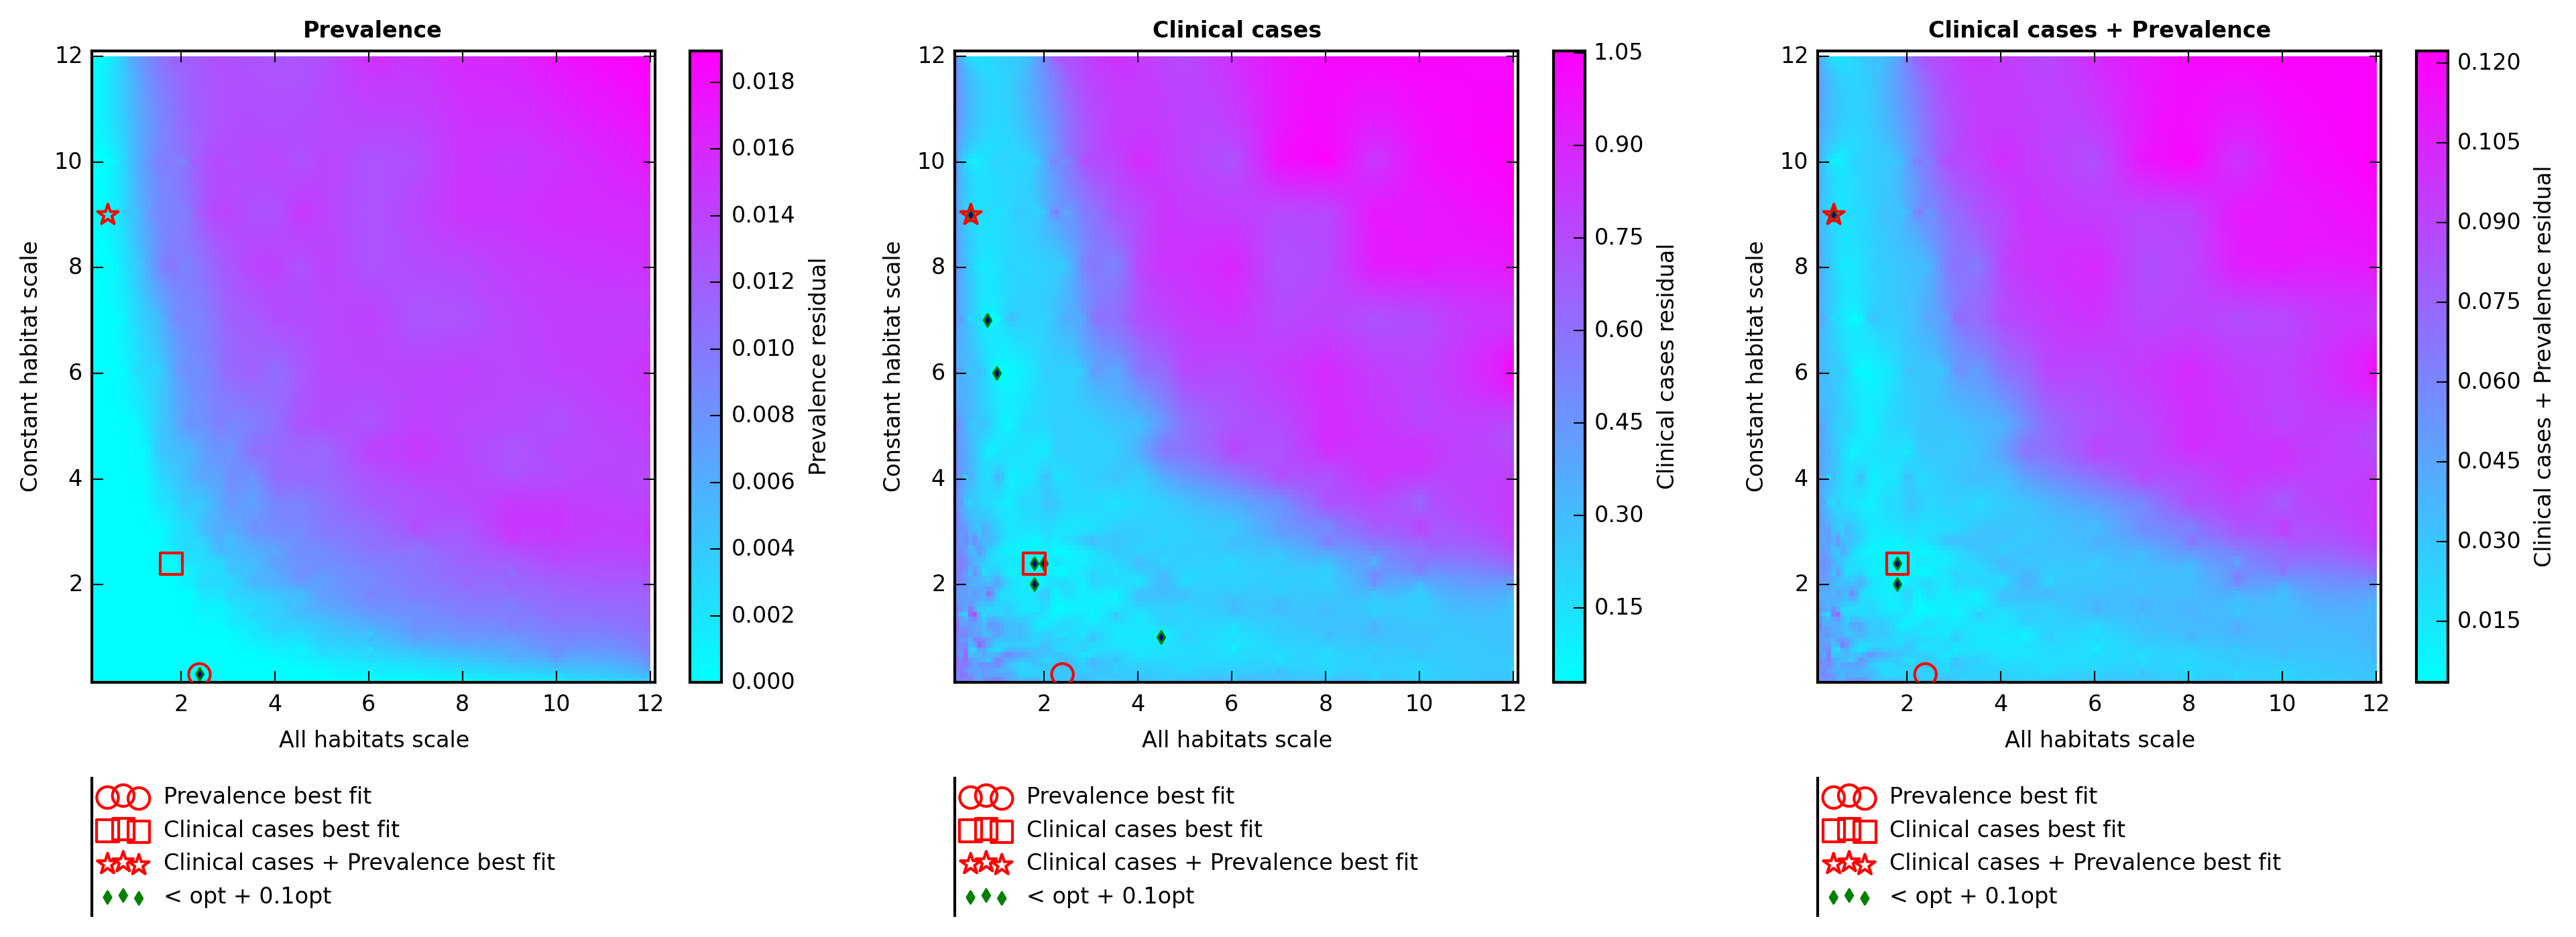 Prevalence
12
10
8
6
4
2
2 4 6 8 10 12
Constant habitat scale
All habitats scale
0.018
0.016
0.014
0.012
0.010
0.008
0.006
0.004
0.002
0.000
Prevalence residual
Prevalence best fit
Clinical cases best fit
Clinical cases + Prevalence best fit
< opt + 0.1opt
Clinical cases
12
10
8
6
4
2
2 4 6 8 10 12
Constant habitat scale
All habitats scale
1.05
0.90
0.75
0.60
0.45
0.30
0.15
Clinical cases residual
Prevalence best fit
Clinical cases best fit
Clinical cases + Prevalence best fit
< opt + 0.1opt
Clinical cases + Prevalence
12
10
8
6
4
2
2 4 6 8 10 12
Constant habitat scale
All habitats scale
0.120
0.105
0.090
0.075
0.060
0.045
0.030
0.015
Clinical cases + Prevalence residual
Prevalence best fit
Clinical cases best fit
Clinical cases + Prevalence best fit
< opt + 0.1opt